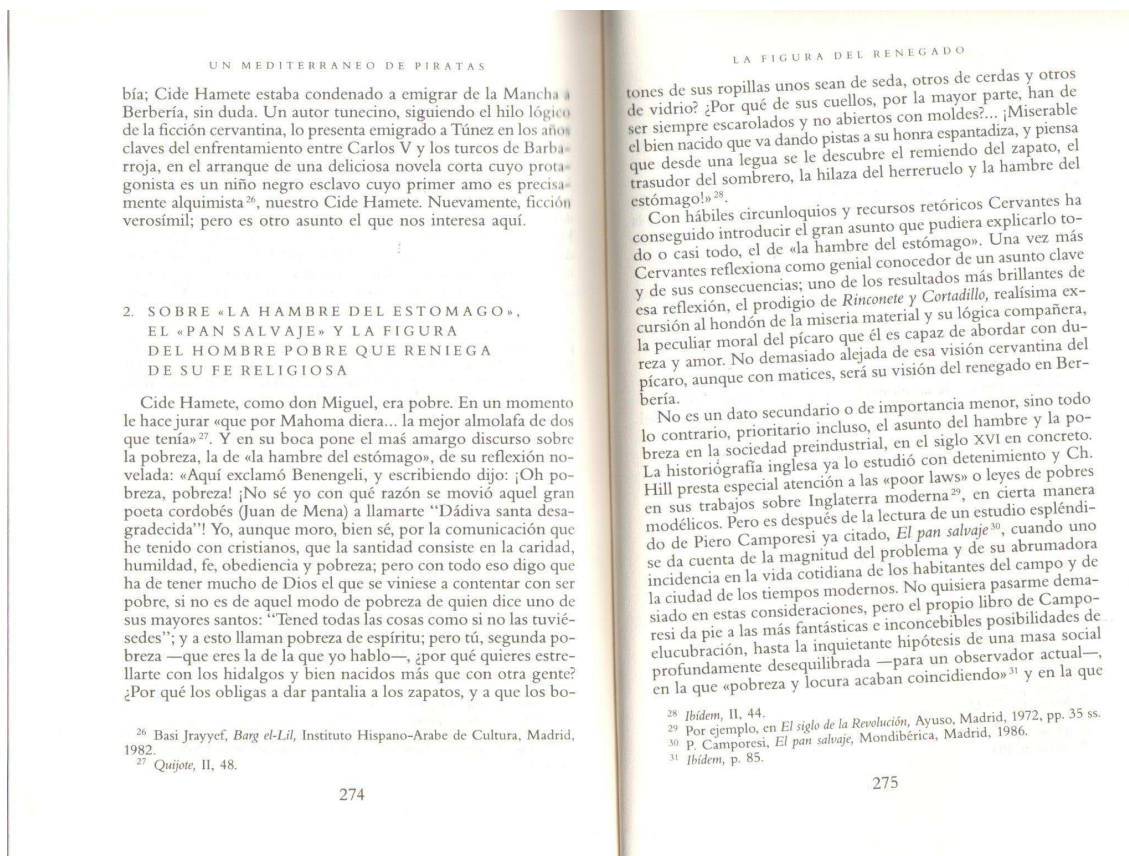 UN MEDITERRANEO DE PIRATAS
bía; Cide Hamete estaba condenado a emigrar de la Mancha a
Berbería, sin duda. Un autor tunecino, siguiendo el hilo lógico
de la ficción cervantina, lo presenta emigrado a Túnez en los años
claves del enfrentamiento entre Carlos V y los turcos de Barba-
rroja, en el arranque de una deliciosa novela corta cuyo prota-
gonista es un niño negro esclavo cuyo primer amo es precisa-
mente alquimista 26, nuestro Cide Hamete. Nuevamente, ficción
verosímil; pero es otro asunto el que nos interesa aquí.
2. SOBRE «LA HAMBRE DEL ESTOMAGO»,
EL «PAN SALVAJE» Y LA FIGURA
DEL HOMBRE POBRE QUE RENIEGA
DE SU FE RELIGIOSA
Cide Hamete, como don Miguel, era pobre. En un momento
le hace jurar «que por Mahoma diera... la mejor almolafa de dos
que tenía» 27. Y en su boca pone el maś amargo discurso sobre
la pobreza, la de «la hambre del estómago», de su reflexión no-
velada: «Aquí exclamó Benengeli, y escribiendo dijo: ¡Oh po-
breza, pobreza! ¡No sé yo con qué razón se movió aquel gran
poeta cordobés (Juan de Mena) a llamarte "Dádiva santa desa-
gradecida"! Yo, aunque moro, bien sé, por la comunicación que
he tenido con cristianos, que la santidad consiste en la caridad,
humildad, fe, obediencia y pobreza; pero con todo eso digo que
ha de tener mucho de Dios el que se viniese a contentar con ser
pobre, si no es de aquel modo de pobreza de quien dice uno de
sus mayores santos: "Tened todas las cosas como si no las tuvié-
sedes"; y a esto llaman pobreza de espíritu; pero tú, segunda po-
breza —que eres la de la que yo hablo—, ¿por qué quieres estre-
llarte con los hidalgos y bien nacidos más que con otra gente?
¿Por qué los obligas a dar pantalia a los zapatos, y a que los bo-
26 Basi Jrayyef, Barg el-Lil, Instituto Hispano-Arabe de Cultura, Madrid,
1982.
27 Quijote, II, 48.
274
LA FIGURA DEL RENEGADO
tones de sus ropillas unos sean de seda, otros de cerdas y otros
de vidrio? ¿Por qué de sus cuellos, por la mayor parte, han de
ser siempre escarolados y no abiertos con moldes?... ¡Miserable
el bien nacido que va dando pistas a su honra espantadiza, y piensa
que desde una legua se le descubre el remiendo del zapato, el
trasudor del sombrero, la hilaza del herreruelo y la hambre del
estómago!» 28.
Con hábiles circunloquios y recursos retóricos Cervantes ha
conseguido introducir el gran asunto que pudiera explicarlo to-
do o casi todo, el de «la hambre del estómago». Una vez más
Cervantes reflexiona como genial conocedor de un asunto clave
y de sus consecuencias; uno de los resultados más brillantes de
esa reflexión, el prodigio de Rinconete y Cortadillo, realísima ex-
cursión al hondón de la miseria material y su lógica compañera,
la peculiar moral del pícaro que él es capaz de abordar con du-
reza y amor. No demasiado alejada de esa visión cervantina del
pícaro, aunque con matices, será su visión del renegado en Ber-
bería.
No es un dato secundario o de importancia menor, sino todo
lo contrario, prioritario incluso, el asunto del hambre y la po-
breza en la sociedad preindustrial, en el siglo XVI en concreto.
La historiógrafía inglesa ya lo estudió con detenimiento y Ch.
Hill presta especial atención a las «poor laws» o leyes de pobres
en sus trabajos sobre Inglaterra moderna 29, en cierta manera
modélicos. Pero es después de la lectura de un estudio espléndi-
do de Piero Camporesi ya citado, El pan salvaje 30, cuando uno
se da cuenta de la magnitud del problema y de su abrumadora
incidencia en la vida cotidiana de los habitantes del campo y de
la ciudad de los tiempos modernos. No quisiera pasarme dema-
siado en estas consideraciones, pero el propio libro de Campo-
resi da pie a las más fantásticas e inconcebibles posibilidades de
elucubración, hasta la inquietante hipótesis de una masa social
profundamente desequilibrada —para un observador actual—,
en la que «pobreza y locura acaban coincidiendo» 31 y en la que
28 Ibídem, II, 44.
29 Por ejemplo, en El siglo de la Revolución, Ayuso, Madrid, 1972, pp. 35 ss.
30 P. Camporesi, El pan salvaje, Mondibérica, Madrid, 1986.
31 Ibídem, p. 85.
275